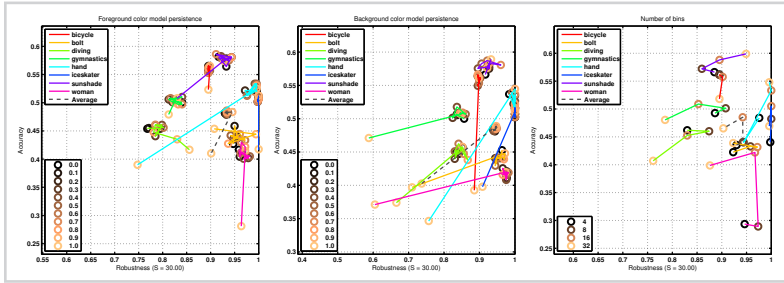 Foreground color model persistence
0.6
0.55
0.5
0.45
0.4
0.35
0.3
0.25
Accuracy
bicycle
bolt
diving
gymnastics
hand
iceskater
sunshade
woman
Average
0.0
0.1
0.2
0.3
0.4
0.5
0.6
0.7
0.8
0.9
1.0
0.55 0.6 0.65 0.7 0.75 0.8 0.85 0.9 0.95 1
Robustness (S = 30.00)
Background color model persistence
0.6
0.55
0.5
0.45
0.4
0.35
0.3
Accuracy
bicycle
bolt
diving
gymnastics
hand
iceskater
sunshade
woman
Average
0.0
0.1
0.2
0.3
0.4
0.5
0.6
0.7
0.8
0.9
1.0
0.4 0.5 0.6 0.7 0.8 0.9 1
Robustness (S = 30.00)
Number of bins
0.6
0.55
0.5
0.45
0.4
0.35
0.3
0.25
Accuracy
bicycle
bolt
diving
gymnastics
hand
iceskater
sunshade
woman
Average
4
8
16
32
0.6 0.65 0.7 0.75 0.8 0.85 0.9 0.95 1
Robustness (S = 30.00)